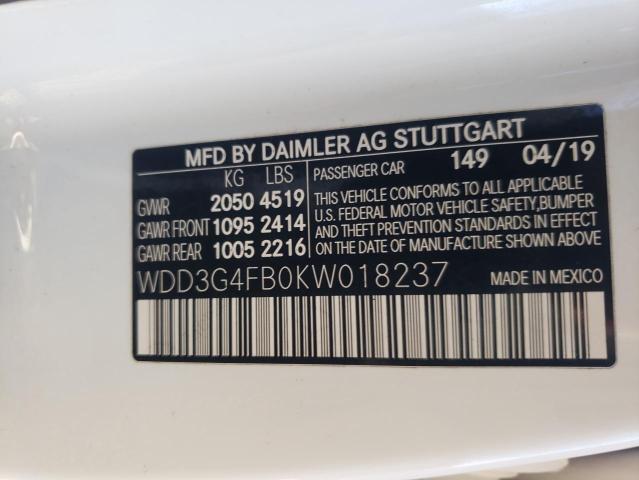 MFD BY DAIMLER AG STUTTGART
KG LBS
GVWR 2050 4519
GAWR FRONT 1095 2414
GAWR REAR 1005 2216
PASSENGER CAR 149 04/19
THIS VEHICLE CONFORMS TO ALL APPLICABLE
U.S. FEDERAL MOTOR VEHICLE SAFETY,BUMPER
AND THEFT PREVENTION STANDARDS IN EFFECT
ON THE DATE OF MANUFACTURE SHOWN ABOVE
WDD3G4FB0KW018237 MADE IN MEXICO